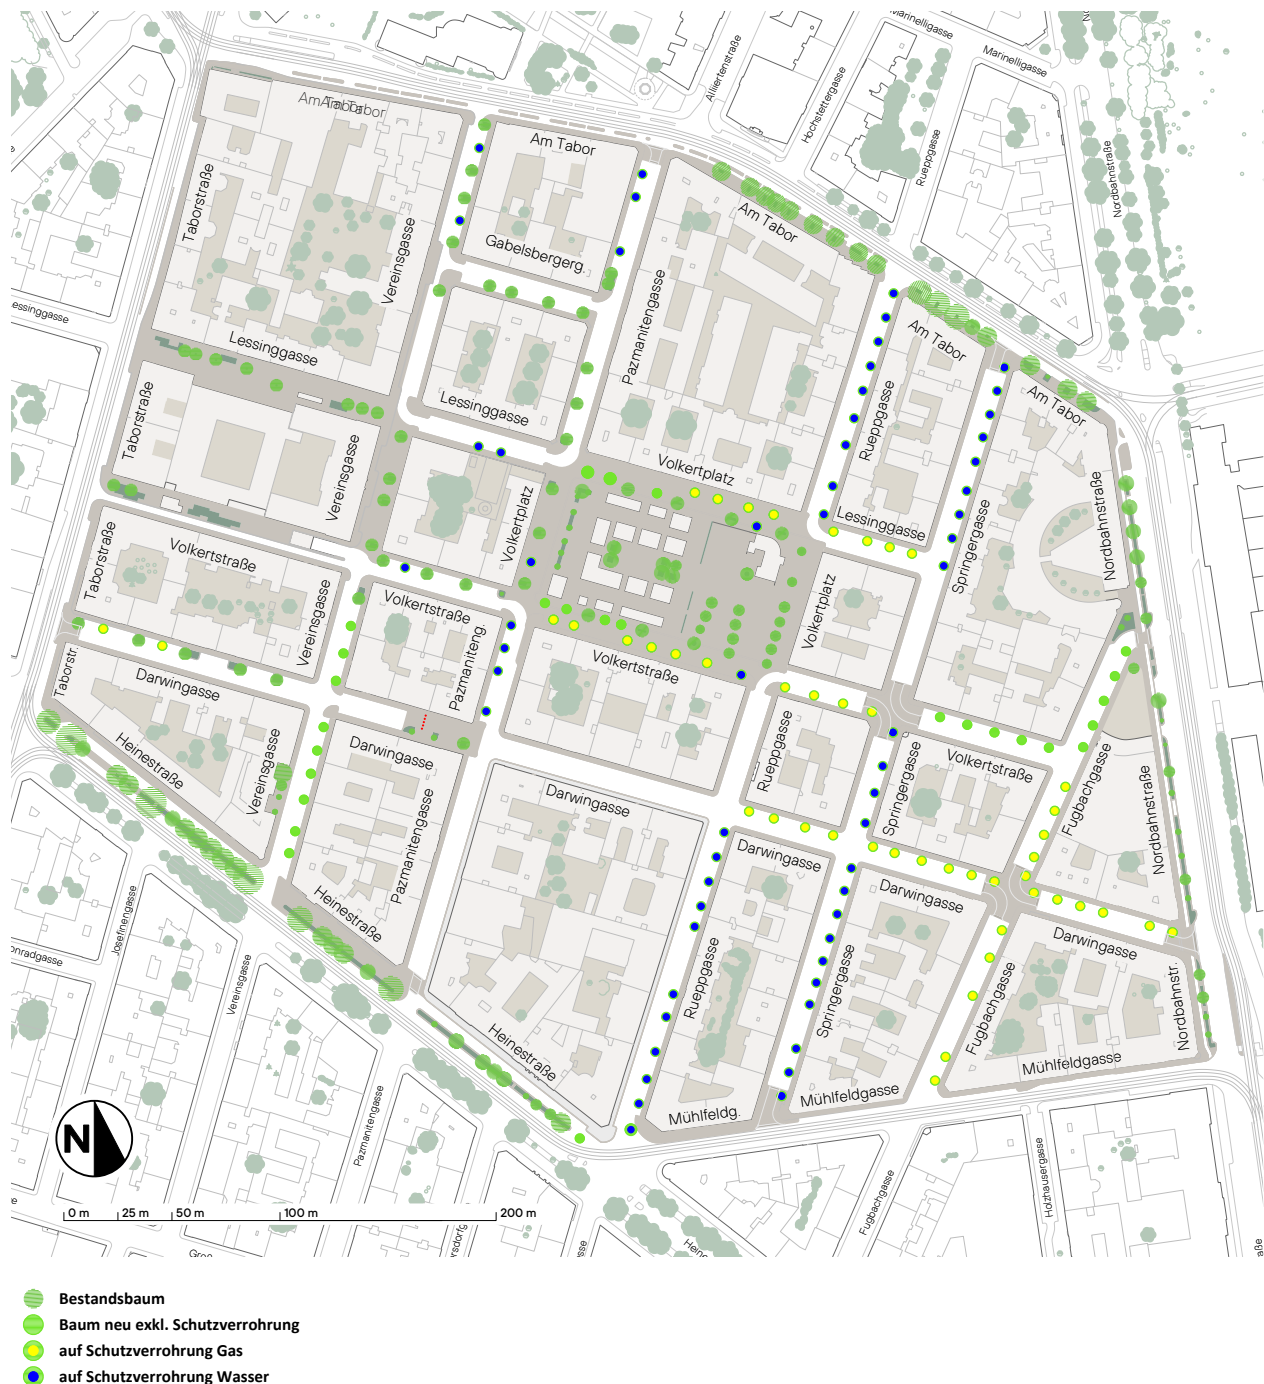 Marinelligasse
Marinelligasse
Alliiertenstraße
Hochstettergasse
Rueppgasse
Nordbahnstraße
Am Tabor
Am Tabor
Am Tabor
Taborstraße
Vereinsgasse
Gabelsbergerg.
Am Tabor
Pazmanitengasse
essinggasse
Lessinggasse
Lessinggasse
Am Tabor
Rueppgasse
Am Tabor
Taborstraße
Vereinsgasse
Volkertplatz
Volkertplatz
Lessinggasse
Springergasse
Nordbahnstraße
Taborstraße
Volkertstraße
Vereinsgasse
Volkertstraße
Pazmaniteng.
Volkertplatz
Volkertstraße
Taborstr.
Darwingasse
Heinestraße
Vereinsgasse
Darwingasse
Pazmanitengasse
Heinestraße
Darwingasse
Rueppgasse
Springergasse
Volkertstraße
Fugbachgasse
Nordbahnstraße
Darwingasse
Darwingasse
Darwingasse
Rueppgasse
Springergasse
Fugbachgasse
Nordbahnstr.
Heinestraße
Mühlfeldg.
Mühlfeldgasse
Mühlfeldgasse
Josefinengasse
onradgasse
Vereinsgasse
Pazmanitengasse
Fugbachgasse
Holzhausergasse
N
0 m 25 m 50 m 100 m 200 m
Bestandsbaum
Baum neu exkl. Schutzverrohrung
auf Schutzverrohrung Gas
auf Schutzverrohrung Wasser